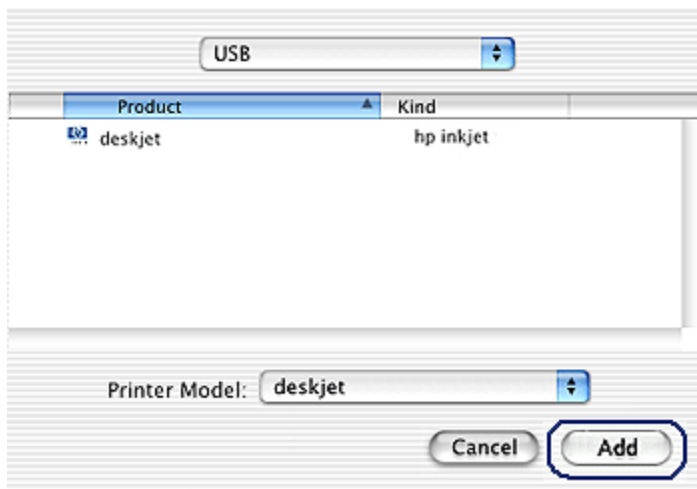 USB
Product Kind
deskjet hp inkjet
Printer Model: deskjet
Cancel Add